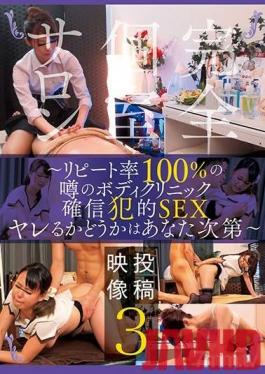 完全
個室
サロン
～リピート率100%の
噂のボディクリニック
確信犯的SEX
ヤレるかどうかはあなた次第～
投稿
映像
3